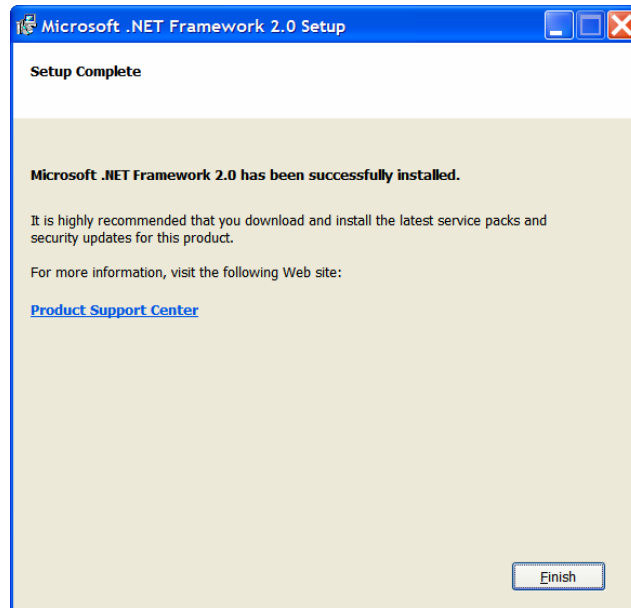 Microsoft .NET Framework 2.0 Setup
Setup Complete
Microsoft .NET Framework 2.0 has been successfully installed.
It is highly recommended that you download and install the latest service packs and
security updates for this product.
For more information, visit the following Web site:
Product Support Center
Finish